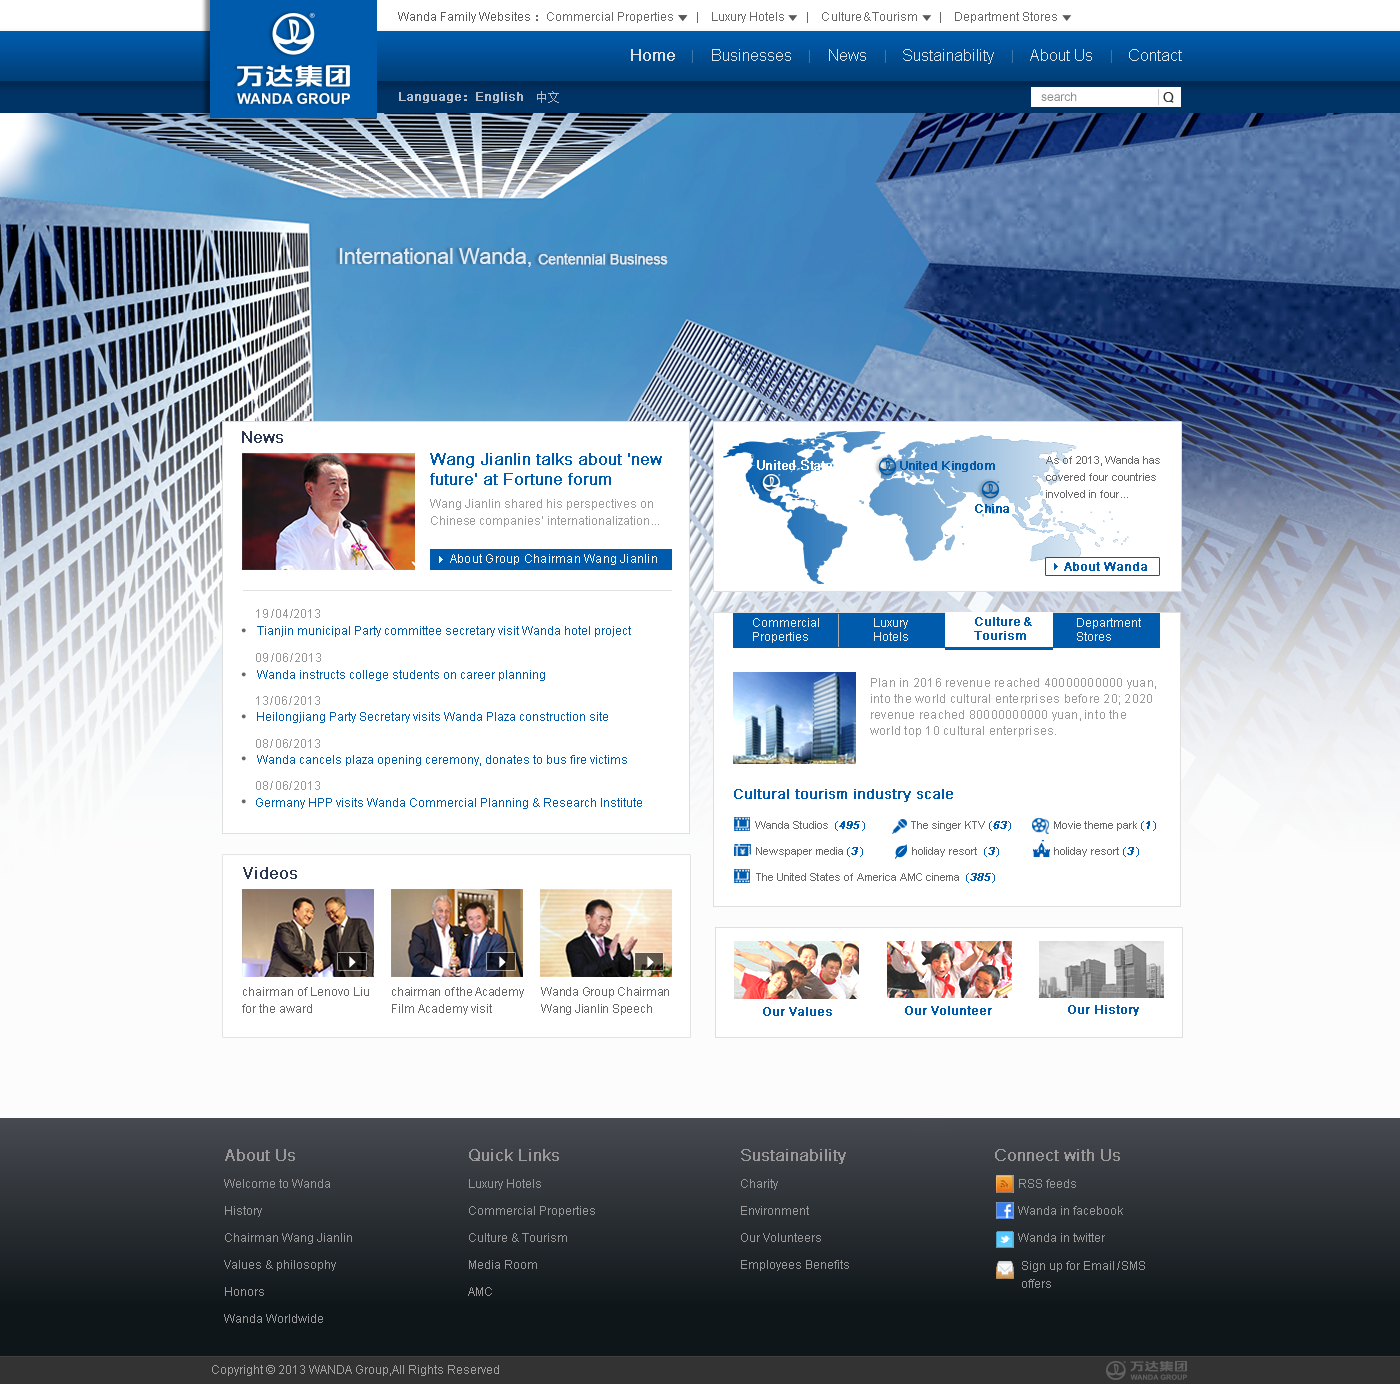 Wanda Family Websites : Commercial Properties | Luxury Hotels | Culture&Tourism | Department Stores
万达集团
WANDA GROUP
Home | Businesses | News | Sustainability | About Us | Contact
Language: English 中文
search
International Wanda, Centennial Business
News
Wang Jianlin talks about 'new
future' at Fortune forum
Wang Jianlin shared his perspectives on
Chinese companies' internationalization...
About Group Chairman Wang Jianlin
19/04/2013
Tianjin municipal Party committee secretary visit Wanda hotel project
09/06/2013
Wanda instructs college students on career planning
13/06/2013
Heilongjiang Party Secretary visits Wanda Plaza construction site
08/06/2013
Wanda cancels plaza opening ceremony, donates to bus fire victims
08/06/2013
Germany HPP visits Wanda Commercial Planning & Research Institute
Videos
chairman of Lenovo Liu
for the award
chairman of the Academy
Film Academy visit
Wanda Group Chairman
Wang Jianlin Speech
United States
United Kingdom
China
As of 2013, Wanda has
covered four countries
involved in four...
About Wanda
Commercial
Properties
Luxury
Hotels
Culture &
Tourism
Department
Stores
Plan in 2016 revenue reached 40000000000 yuan,
into the world cultural enterprises before 20; 2020
revenue reached 80000000000 yuan, into the
world top 10 cultural enterprises.
Cultural tourism industry scale
Wanda Studios (495)
The singer KTV (63)
Movie theme park (1)
Newspaper media (3)
holiday resort (3)
holiday resort (3)
The United States of America AMC cinema (385)
Our Values
Our Volunteer
Our History
About Us
Welcome to Wanda
History
Chairman Wang Jianlin
Values & philosophy
Honors
Wanda Worldwide
Quick Links
Luxury Hotels
Commercial Properties
Culture & Tourism
Media Room
AMC
Sustainability
Charity
Environment
Our Volunteers
Employees Benefits
Connect with Us
RSS feeds
Wanda in facebook
Wanda in twitter
Sign up for Email/SMS
offers
Copyright © 2013 WANDA Group,All Rights Reserved
万达集团
WANDA GROUP